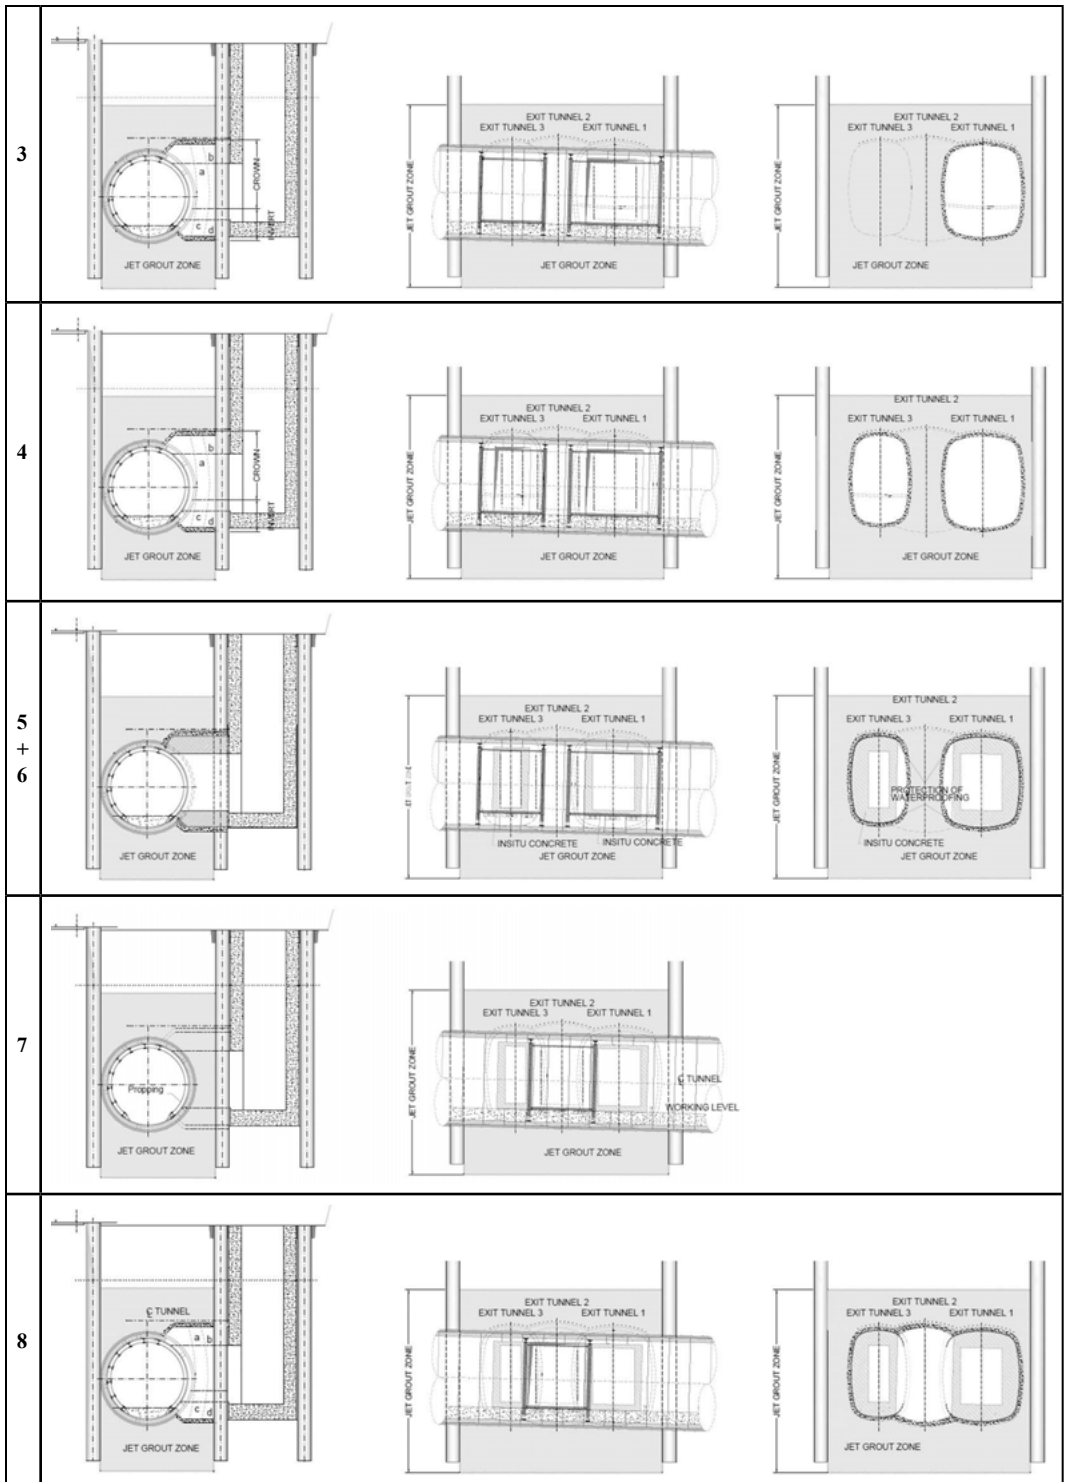 3
b
a
CROWN
c
d
INVERT
JET GROUT ZONE
JET GROUT ZONE
EXIT TUNNEL 2
EXIT TUNNEL 3
EXIT TUNNEL 1
JET GROUT ZONE
JET GROUT ZONE
EXIT TUNNEL 2
EXIT TUNNEL 3
EXIT TUNNEL 1
JET GROUT ZONE
4
b
a
CROWN
c
d
INVERT
JET GROUT ZONE
JET GROUT ZONE
EXIT TUNNEL 2
EXIT TUNNEL 3
EXIT TUNNEL 1
JET GROUT ZONE
JET GROUT ZONE
EXIT TUNNEL 2
EXIT TUNNEL 3
EXIT TUNNEL 1
JET GROUT ZONE
5
+
6
JET GROUT ZONE
EXIT TUNNEL 2
EXIT TUNNEL 3
EXIT TUNNEL 1
INSITU CONCRETE
INSITU CONCRETE
JET GROUT ZONE
JET GROUT ZONE
EXIT TUNNEL 2
EXIT TUNNEL 3
EXIT TUNNEL 1
PROTECTION OF
WATERPROOFING
INSITU CONCRETE
JET GROUT ZONE
7
Propping
JET GROUT ZONE
JET GROUT ZONE
EXIT TUNNEL 2
EXIT TUNNEL 3
EXIT TUNNEL 1
℄ TUNNEL
WORKING LEVEL
JET GROUT ZONE
8
℄ TUNNEL
a
b
c
d
JET GROUT ZONE
JET GROUT ZONE
EXIT TUNNEL 2
EXIT TUNNEL 3
EXIT TUNNEL 1
JET GROUT ZONE
JET GROUT ZONE
EXIT TUNNEL 2
EXIT TUNNEL 3
EXIT TUNNEL 1
JET GROUT ZONE